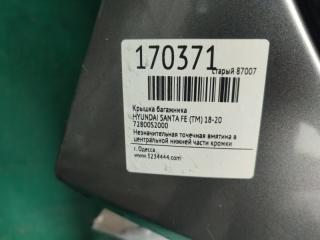 170371
старый 87007
Крышка багажника
HYUNDAI SANTA FE (TM) 18-20
72800S2000
Незначительная точечная вмятина в
центральной нижней части кромки
г. Одесса
www.5234444.com